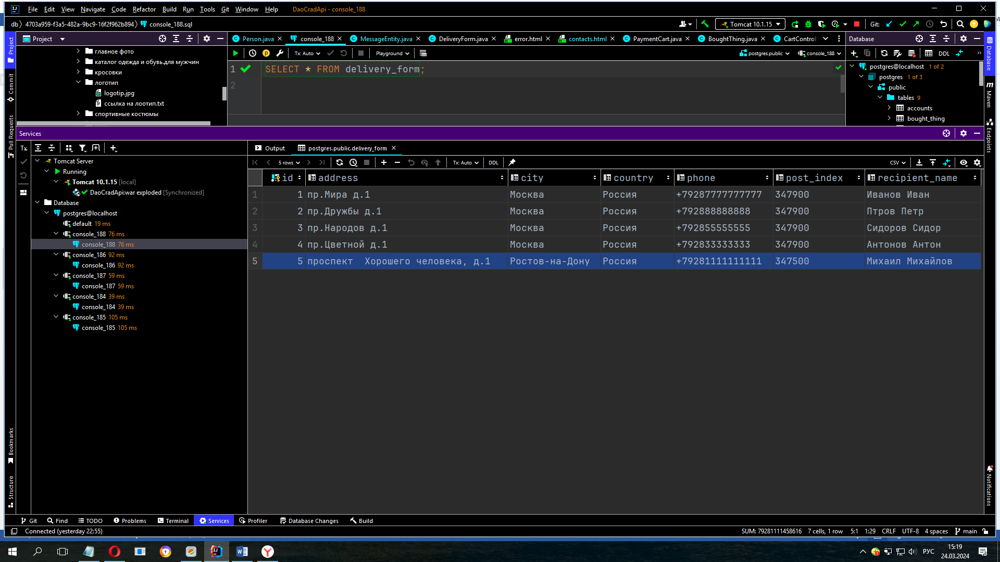 File Edit View Navigate Code Refactor Build Run Tools Git Window Help DaoCradApi - console_188
db 4703a959-f3a5-482a-9bc9-16f2f962b894 console_188.sql Tomcat 10.1.15 Git:
Project Person.java console_188 MessageEntity.java DeliveryForm.java error.html contacts.html PaymentCart.java BoughtThing.java CartControl Database
Tx: Auto Playground postgres.public console_188 DDL
главное фото
каталог одежда и обувь.для мужчин
кросовки
логотип
logotip.jpg
ссылка на лоотип.txt
спортивные костюмы
1 SELECT * FROM delivery_form;
2
postgres@localhost 1 of 2
postgres 1 of 3
public
tables 9
accounts
bought_thing
Services
Tx Output postgres.public.delivery_form
5 rows Tx: Auto DDL CSV
Tomcat Server
Running
Tomcat 10.1.15 [local]
DaoCradApi:war exploded [Synchronized]
Database
postgres@localhost
default 19 ms
console_188 76 ms
console_188 76 ms
console_186 92 ms
console_186 92 ms
console_187 59 ms
console_187 59 ms
console_184 39 ms
console_184 39 ms
console_185 105 ms
console_185 105 ms
id address city country phone post_index recipient_name
1 1 пр.Мира д.1 Москва Россия +79287777777777 347900 Иванов Иван
2 2 пр.Дружбы д.1 Москва Россия +792888888888 347900 Птров Петр
3 3 пр.Народов д.1 Москва Россия +792855555555 347900 Сидоров Сидор
4 4 пр.Цветной д.1 Москва Россия +792833333333 347900 Антонов Антон
5 5 проспект  Хорошего человека, д.1 Ростов-на-Дону Россия +79281111111111 347500 Михаил Михайлов
Project
Commit
Pull Requests
Bookmarks
Structure
Database
Maven
Endpoints
Notifications
Git Find TODO Problems Terminal Services Profiler Database Changes Build
Connected (yesterday 22:55) SUM: 79281111458616 7 cells, 1 row 5:1 1:29 CRLF UTF-8 4 spaces main
РУС 15:19
24.03.2024